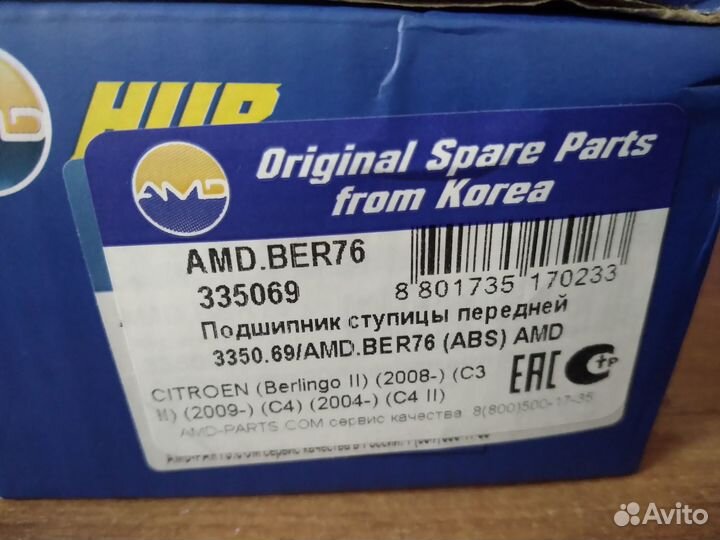 HUB
AMD
Original Spare Parts
from Korea
AMD.BER76
335069
8 801735 170233
Подшипник ступицы передней
3350.69/AMD.BER76 (ABS) AMD
CITROEN (Berlingo II) (2008-) (C3
II) (2009-) (C4) (2004-) (C4 II)
AMD-PARTS.COM сервис качества 8(800)500-17-35
EAC
TP
Avito